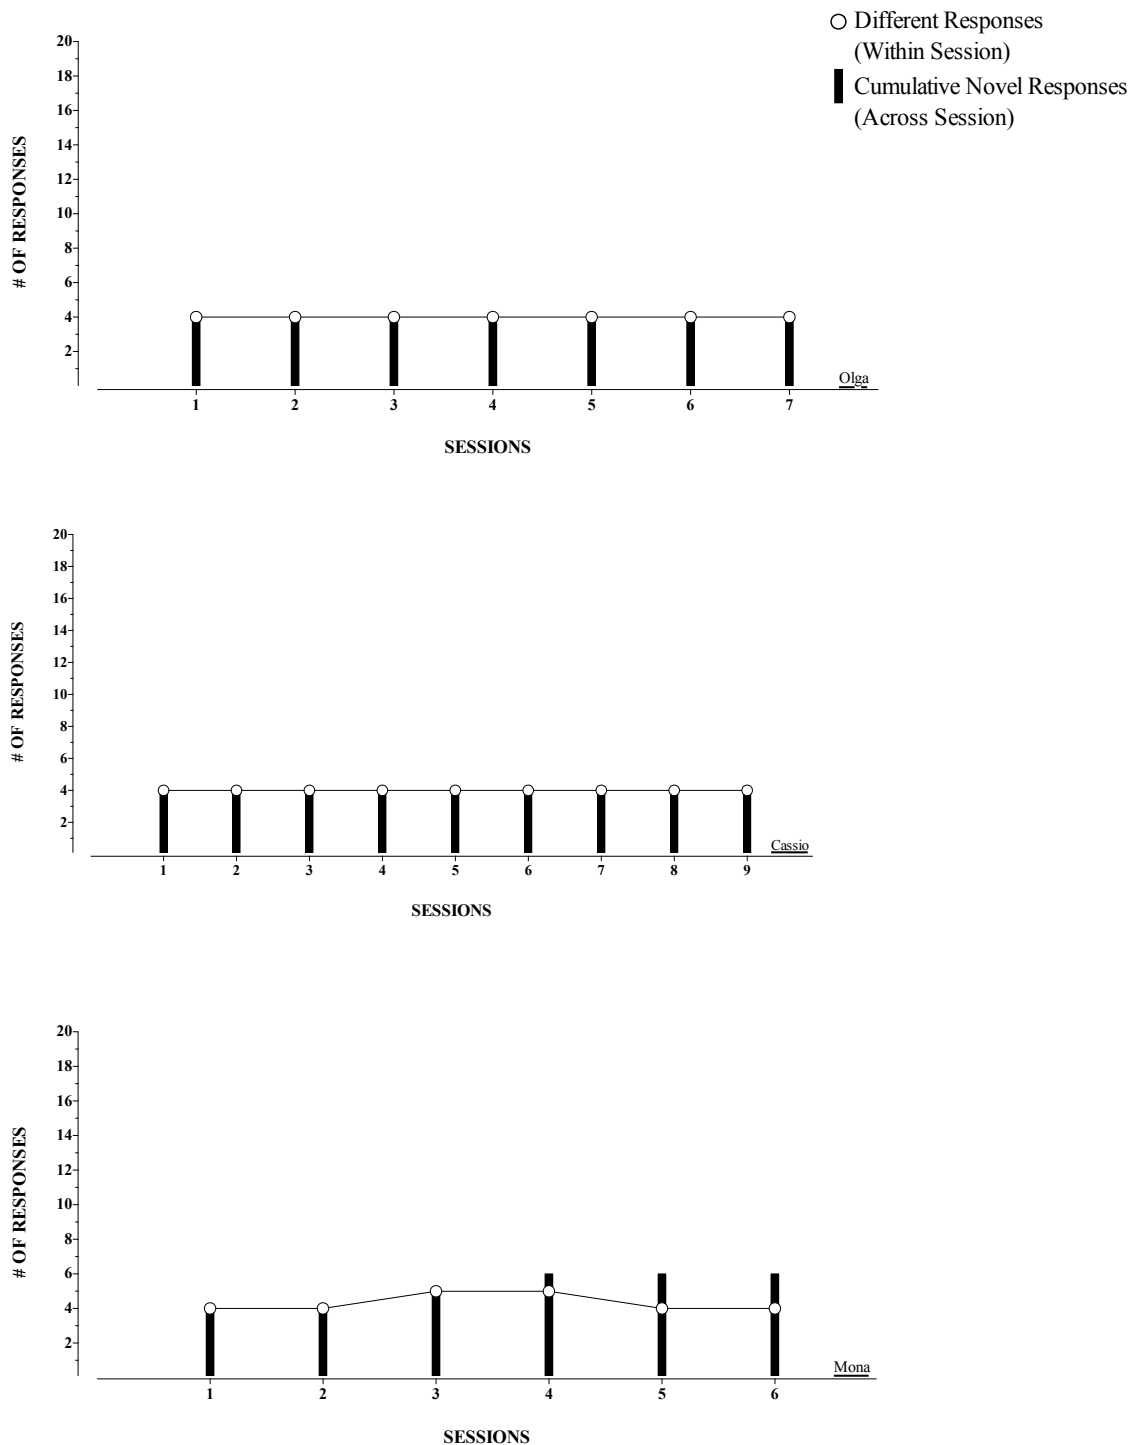 Different Responses
(Within Session)
Cumulative Novel Responses
(Across Session)
# OF RESPONSES
20
18
16
14
12
10
8
6
4
2
Olga
1 2 3 4 5 6 7
SESSIONS
# OF RESPONSES
20
18
16
14
12
10
8
6
4
2
Cassio
1 2 3 4 5 6 7 8 9
SESSIONS
# OF RESPONSES
20
18
16
14
12
10
8
6
4
2
Mona
1 2 3 4 5 6
SESSIONS